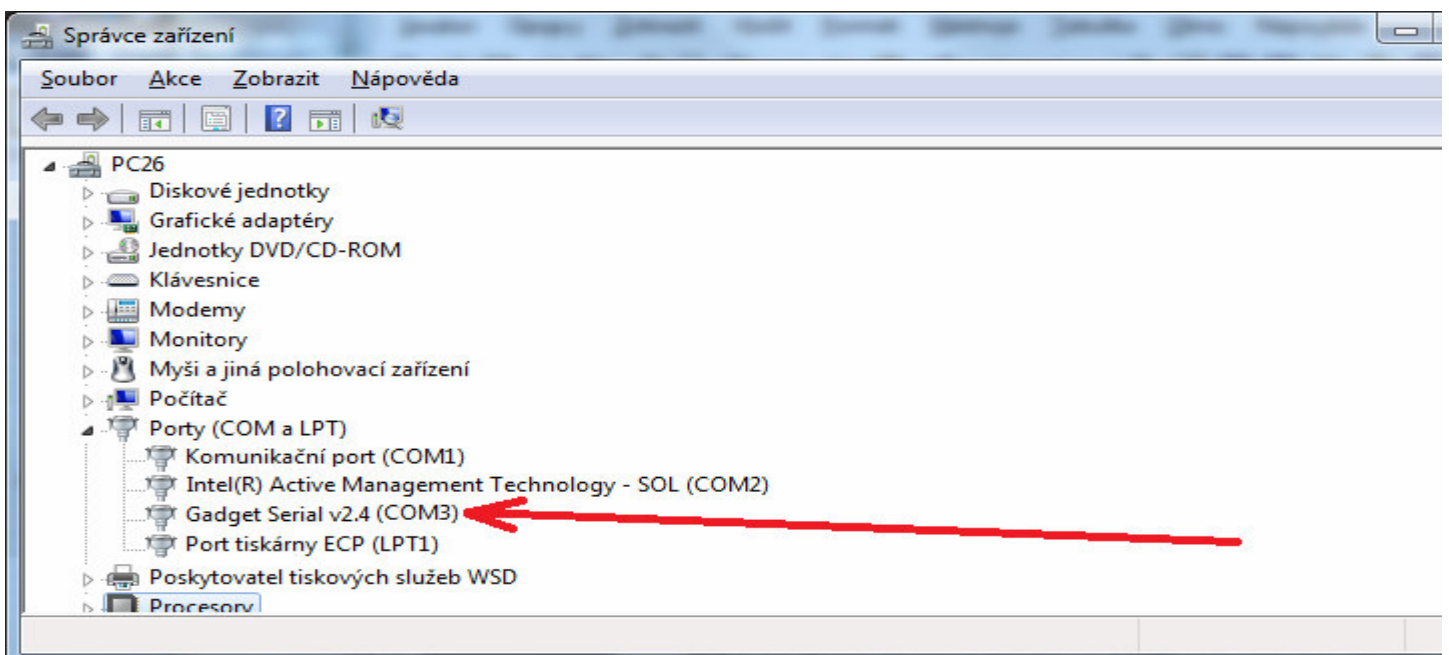 Správce zařízení
Soubor Akce Zobrazit Nápověda
PC26
Diskové jednotky
Grafické adaptéry
Jednotky DVD/CD-ROM
Klávesnice
Modemy
Monitory
Myši a jiná polohovací zařízení
Počítač
Porty (COM a LPT)
Komunikační port (COM1)
Intel(R) Active Management Technology - SOL (COM2)
Gadget Serial v2.4 (COM3)
Port tiskárny ECP (LPT1)
Poskytovatel tiskových služeb WSD
Procesory